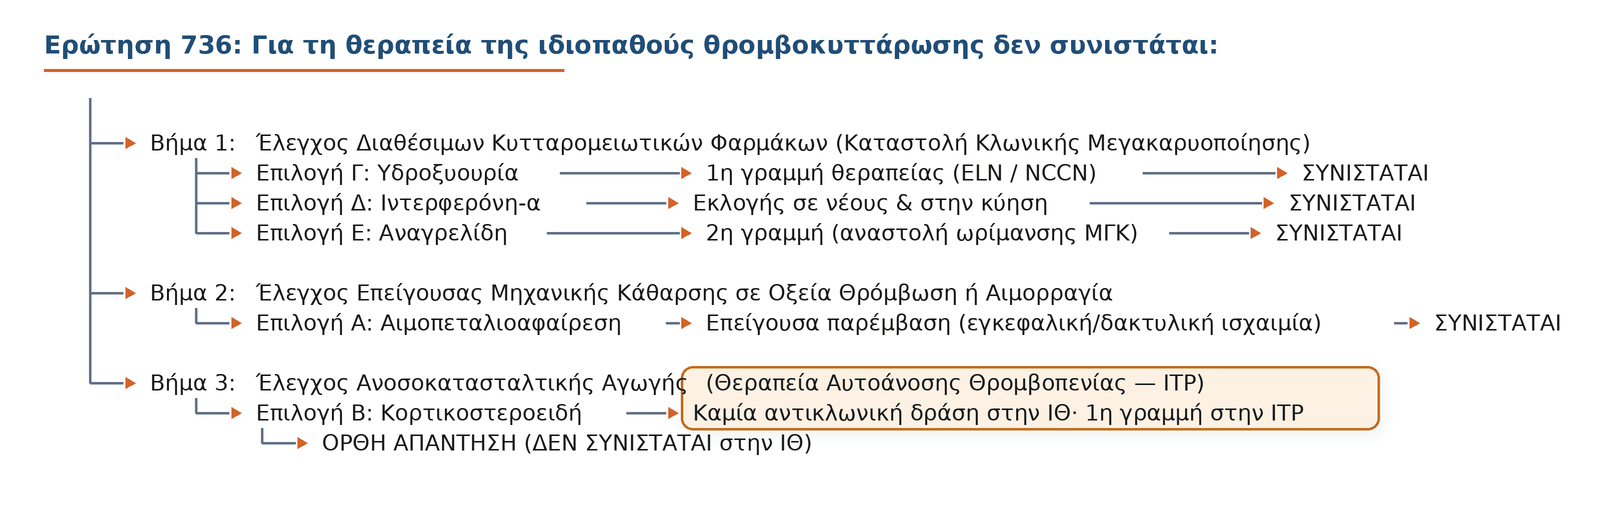 Ερώτηση 736: Για τη θεραπεία της ιδιοπαθούς θρομβοκυττάρωσης δεν συνιστάται:
Βήμα 1: Έλεγχος Διαθέσιμων Κυτταρομειωτικών Φαρμάκων (Καταστολή Κλωνικής Μεγακαρυοποίησης)
Επιλογή Γ: Υδροξυουρία 1η γραμμή θεραπείας (ELN / NCCN) ΣΥΝΙΣΤΑΤΑΙ
Επιλογή Δ: Ιντερφερόνη-α Εκλογής σε νέους & στην κύηση ΣΥΝΙΣΤΑΤΑΙ
Επιλογή Ε: Αναγρελίδη 2η γραμμή (αναστολή ωρίμανσης ΜΓΚ) ΣΥΝΙΣΤΑΤΑΙ
Βήμα 2: Έλεγχος Επείγουσας Μηχανικής Κάθαρσης σε Οξεία Θρόμβωση ή Αιμορραγία
Επιλογή Α: Αιμοπεταλιοαφαίρεση Επείγουσα παρέμβαση (εγκεφαλική/δακτυλική ισχαιμία) ΣΥΝΙΣΤΑΤΑΙ
Βήμα 3: Έλεγχος Ανοσοκατασταλτικής Αγωγής (Θεραπεία Αυτοάνοσης Θρομβοπενίας — ITP)
Επιλογή Β: Κορτικοστεροειδή Καμία αντικλωνική δράση στην ΙΘ· 1η γραμμή στην ITP
ΟΡΘΗ ΑΠΑΝΤΗΣΗ (ΔΕΝ ΣΥΝΙΣΤΑΤΑΙ στην ΙΘ)